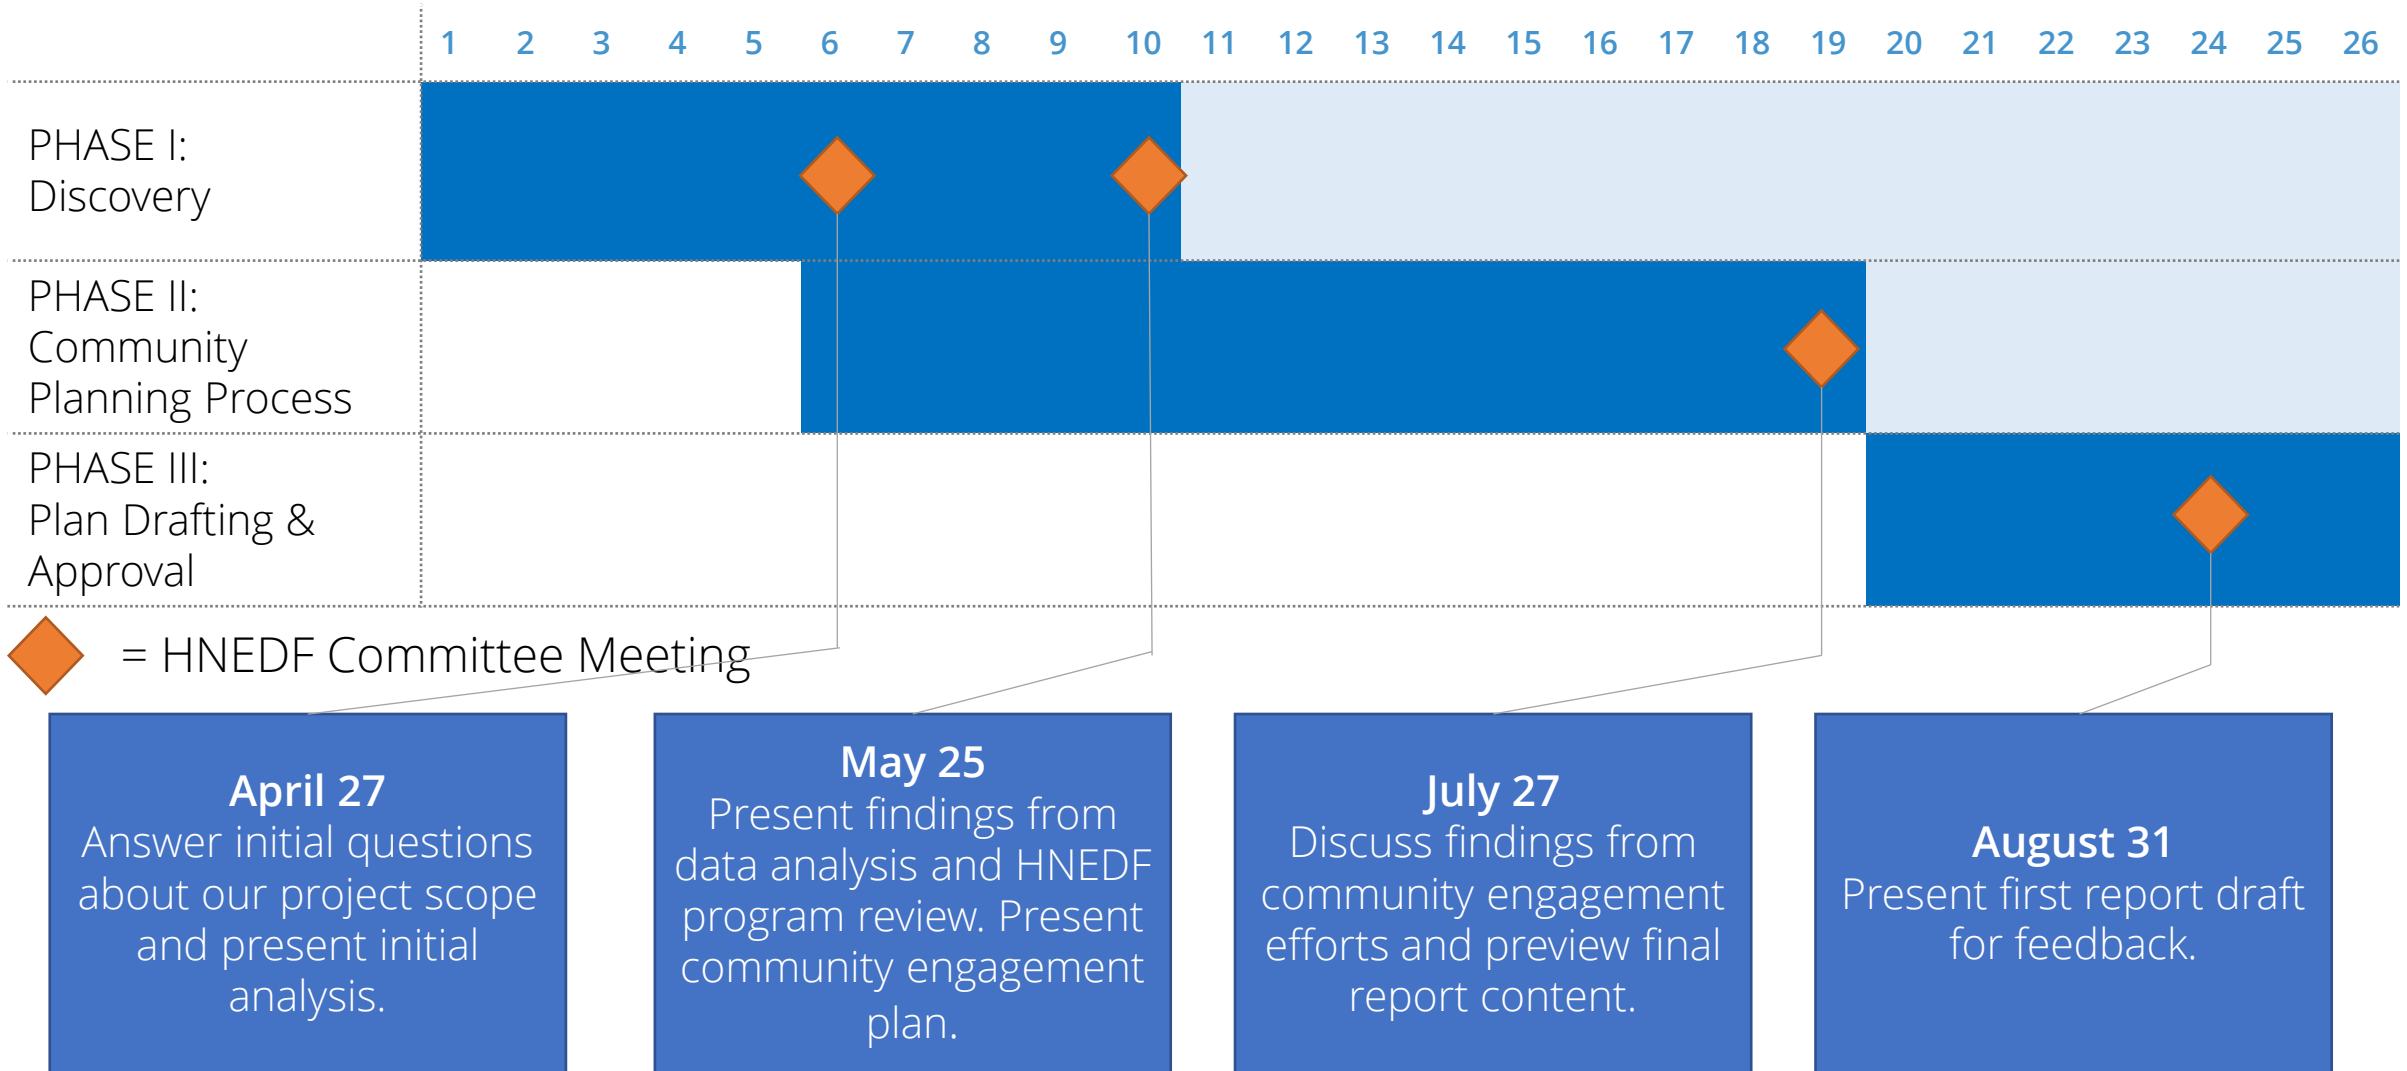 1 2 3 4 5 6 7 8 9 10 11 12 13 14 15 16 17 18 19 20 21 22 23 24 25 26
PHASE I:
Discovery
PHASE II:
Community
Planning Process
PHASE III:
Plan Drafting &
Approval
= HNEDF Committee Meeting
April 27
Answer initial questions
about our project scope
and present initial
analysis.
May 25
Present findings from
data analysis and HNEDF
program review. Present
community engagement
plan.
July 27
Discuss findings from
community engagement
efforts and preview final
report content.
August 31
Present first report draft
for feedback.